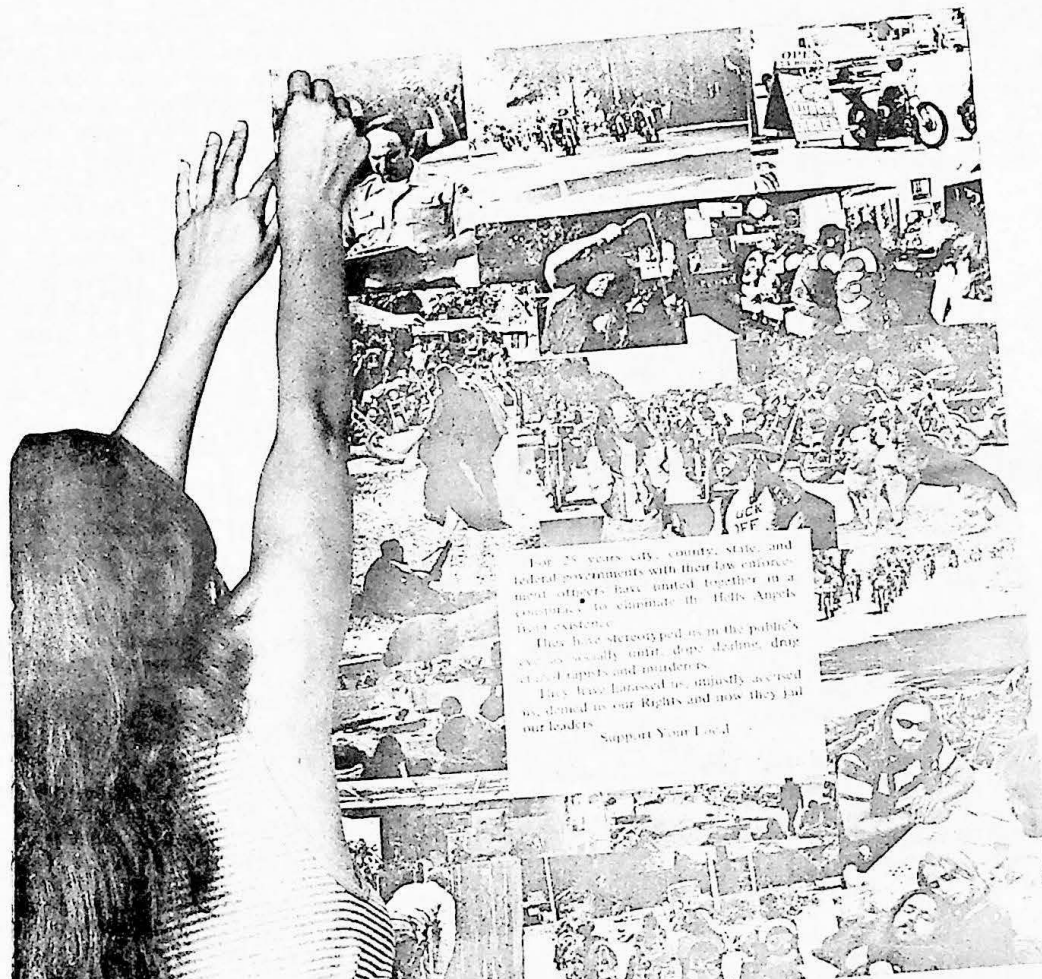 OPEN
UCK
OFF
For 25 years city, county, state, and
federal governments with their law enforce-
ment officers have united together in a
conspiracy to eliminate the Hells Angels
from existence.
They have stereotyped us in the public's
eye as socially unfit, dope dealing, drug
rapists and murderers.
They have harassed us, unjustly accused
us, denied us our Rights and now they jail
our leaders.
Support Your Local